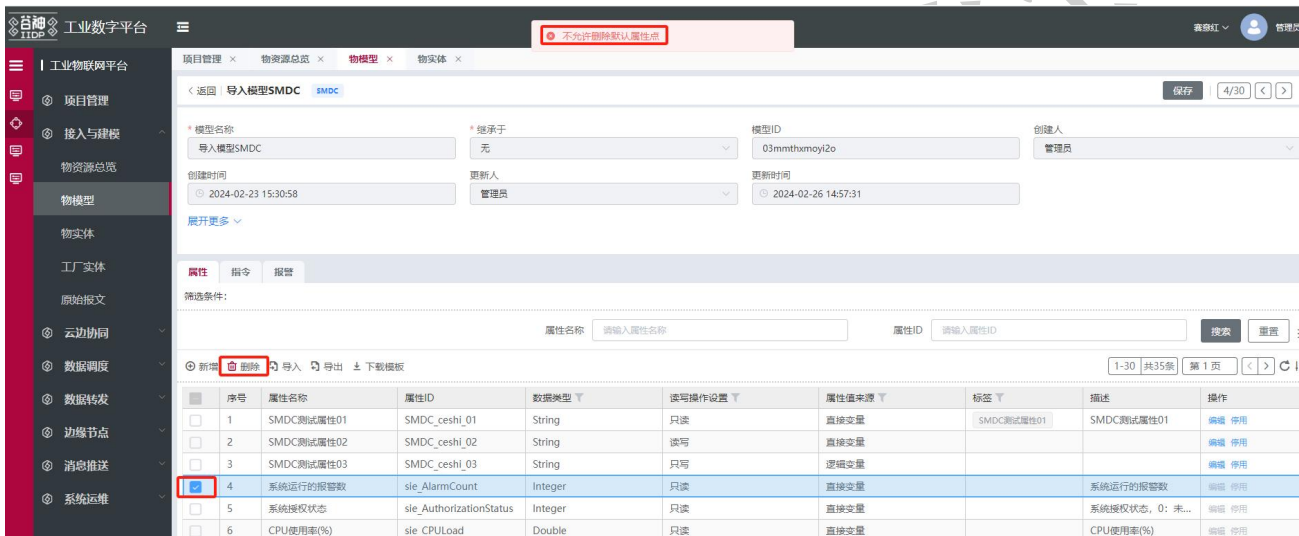 谷神 IIDP 工业数字平台
不允许删除默认属性点
赛意红
管理员
工业物联网平台
项目管理 × 物资源总览 × 物模型 × 物实体 ×
项目管理
接入与建模
物资源总览
物模型
物实体
工厂实体
原始报文
云边协同
数据调度
数据转发
边缘节点
消息推送
系统运维
< 返回 导入模型SMDC SMDC
保存 4/30 < >
* 模型名称 * 继承于 模型ID 创建人
导入模型SMDC 无 03mmthxmoyi2o 管理员
创建时间 更新人 更新时间
2024-02-23 15:30:58 管理员 2024-02-26 14:57:31
展开更多
属性 指令 报警
筛选条件:
属性名称 请输入属性名称 属性ID 请输入属性ID 搜索 重置
新增 删除 导入 导出 下载模板 1-30 共35条 第 1 页 < >
序号 属性名称 属性ID 数据类型 读写操作设置 属性值来源 标签 描述 操作
1 SMDC测试属性01 SMDC_ceshi_01 String 只读 直接变量 SMDC测试属性01 SMDC测试属性01 编辑 停用
2 SMDC测试属性02 SMDC_ceshi_02 String 读写 直接变量 编辑 停用
3 SMDC测试属性03 SMDC_ceshi_03 String 只写 逻辑变量 编辑 停用
4 系统运行的报警数 sie_AlarmCount Integer 只读 直接变量 系统运行的报警数 编辑 停用
5 系统授权状态 sie_AuthorizationStatus Integer 只读 直接变量 系统授权状态，0：未... 编辑 停用
6 CPU使用率(%) sie_CPULoad Double 只读 直接变量 CPU使用率(%) 编辑 停用